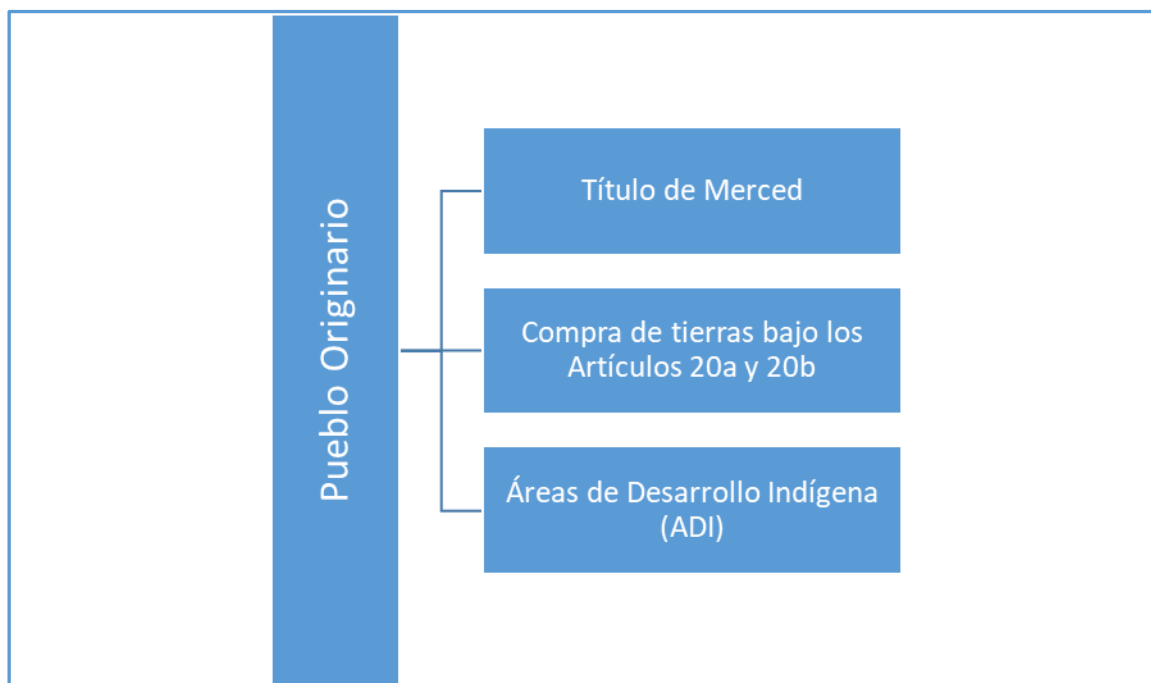 Pueblo Originario
Título de Merced
Compra de tierras bajo los
Artículos 20a y 20b
Áreas de Desarrollo Indígena
(ADI)